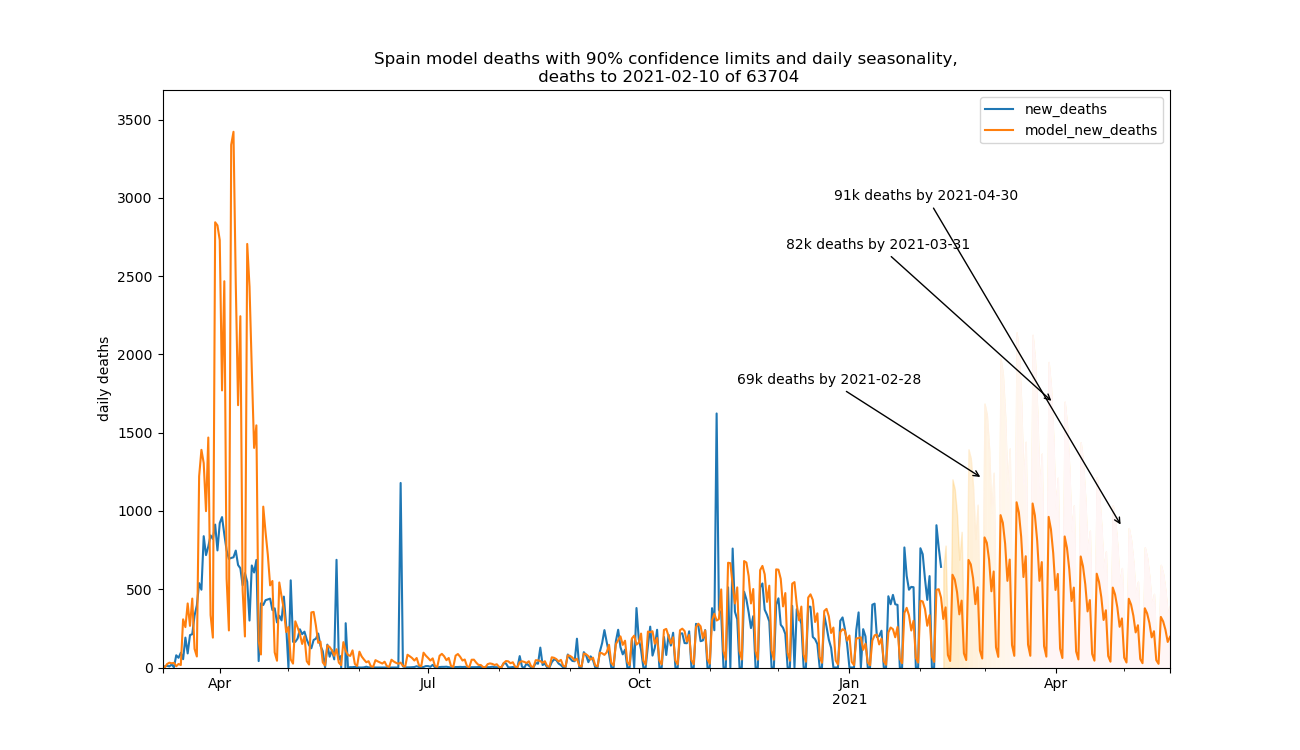 Spain model deaths with 90% confidence limits and daily seasonality,
deaths to 2021-02-10 of 63704
new_deaths
model_new_deaths
91k deaths by 2021-04-30
82k deaths by 2021-03-31
69k deaths by 2021-02-28
daily deaths
3500
3000
2500
2000
1500
1000
500
0
Apr Jul Oct Jan Apr
2021